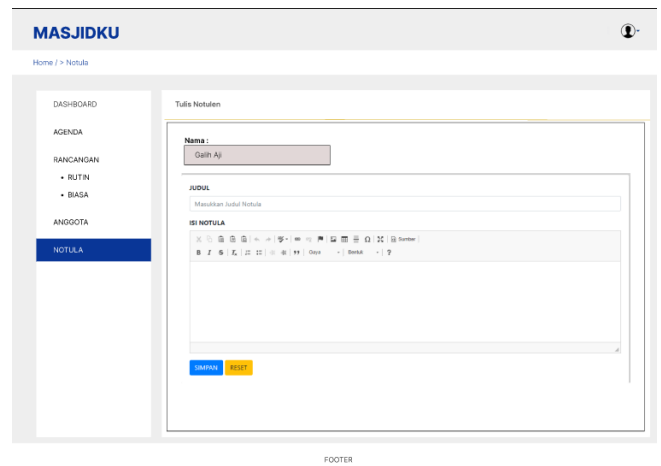 MASJIDKU
Home / > Notula
DASHBOARD
AGENDA
RANCANGAN
• RUTIN
• BIASA
ANGGOTA
NOTULA
Tulis Notulen
Nama :
Galih Aji
JUDUL
Masukkan Judul Notula
ISI NOTULA
Sumber
B I S Ix Gaya Bentuk ?
SIMPAN RESET
FOOTER